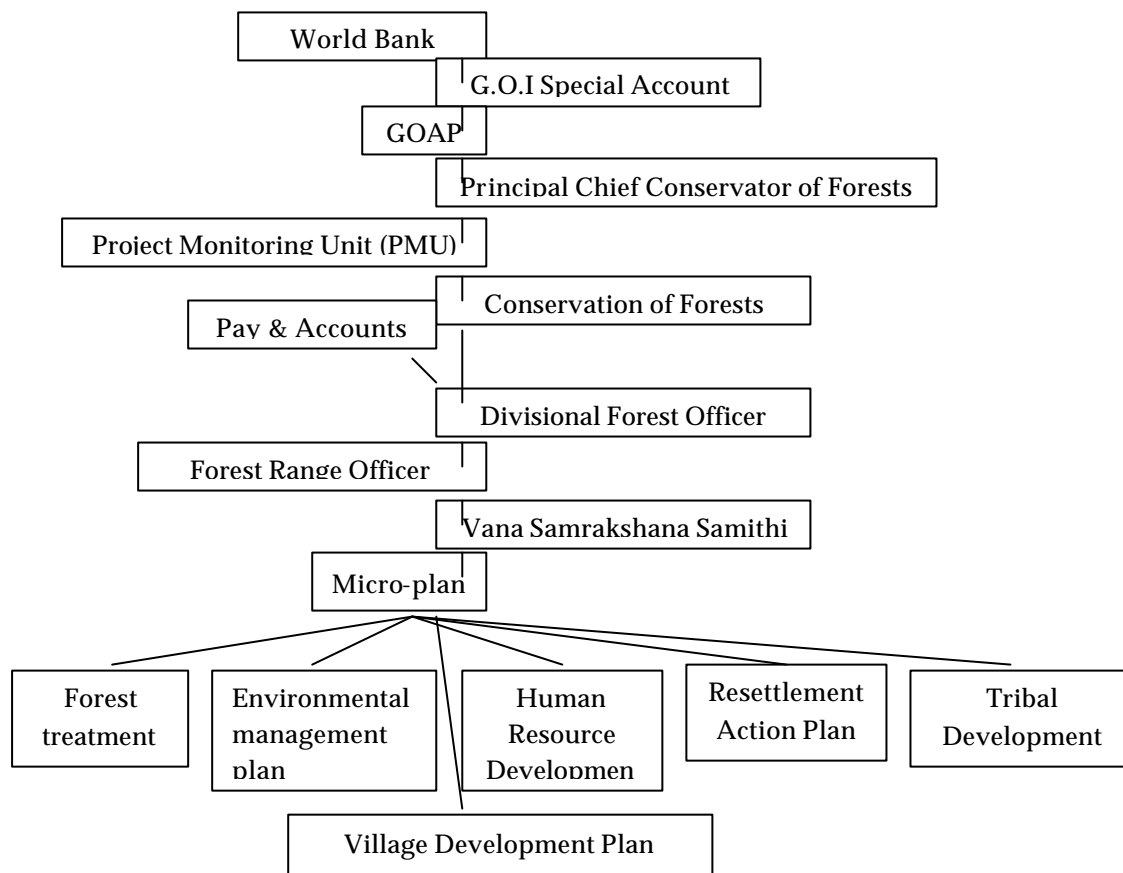 World Bank
G.O.I Special Account
GOAP
Principal Chief Conservator of Forests
Project Monitoring Unit (PMU)
Conservation of Forests
Pay & Accounts
Divisional Forest Officer
Forest Range Officer
Vana Samrakshana Samithi
Micro-plan
Forest
treatment
Environmental
management
plan
Human
Resource
Developmen
Resettlement
Action Plan
Tribal
Development
Village Development Plan